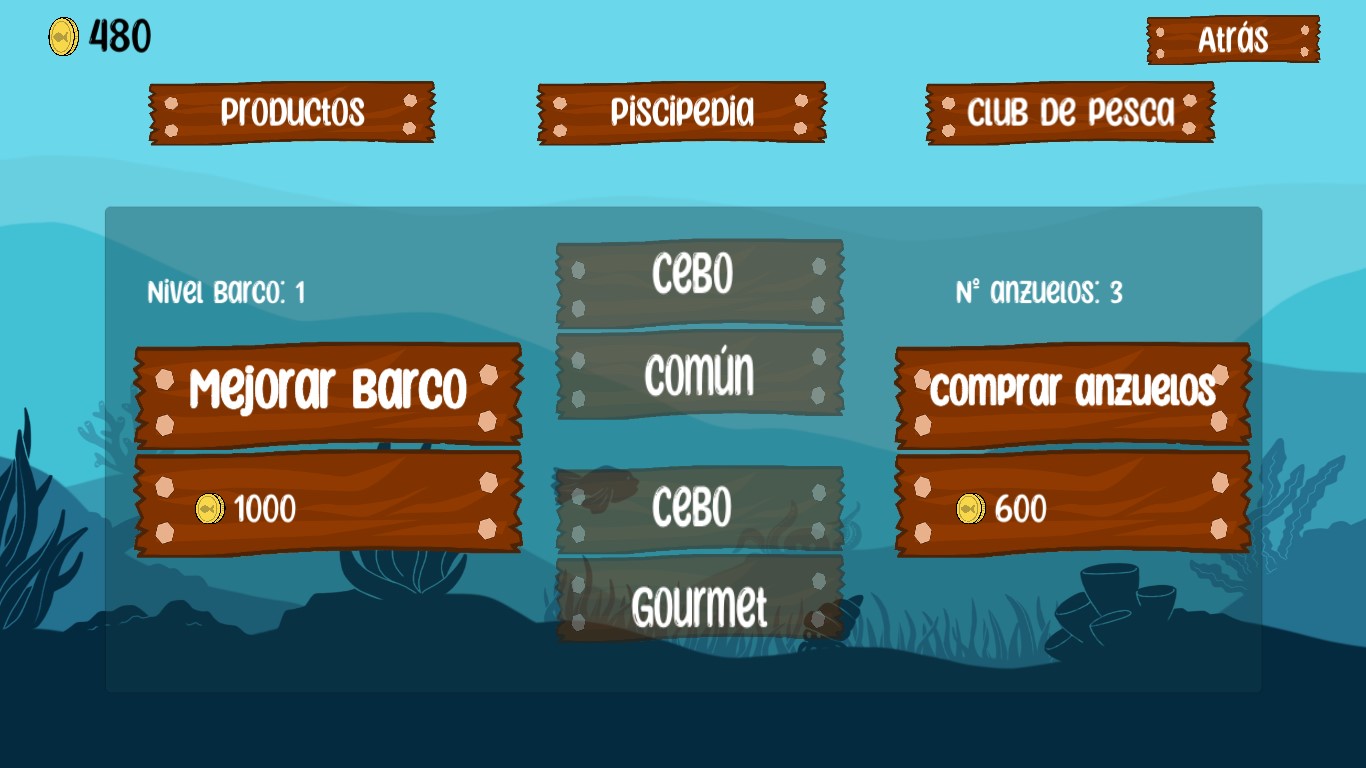 480
Atrás
Productos
Piscipedia
Club de pesca
Nivel Barco: 1
Mejorar Barco
1000
Cebo
Común
Cebo
Gourmet
Nº anzuelos: 3
Comprar anzuelos
600